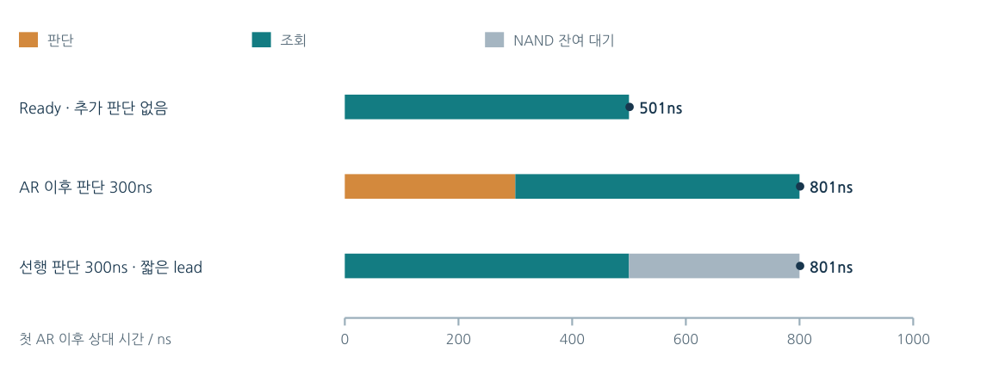 판단 조회 NAND 잔여 대기
Ready · 추가 판단 없음 501ns
AR 이후 판단 300ns 801ns
선행 판단 300ns · 짧은 lead 801ns
첫 AR 이후 상대 시간 / ns 0 200 400 600 800 1000